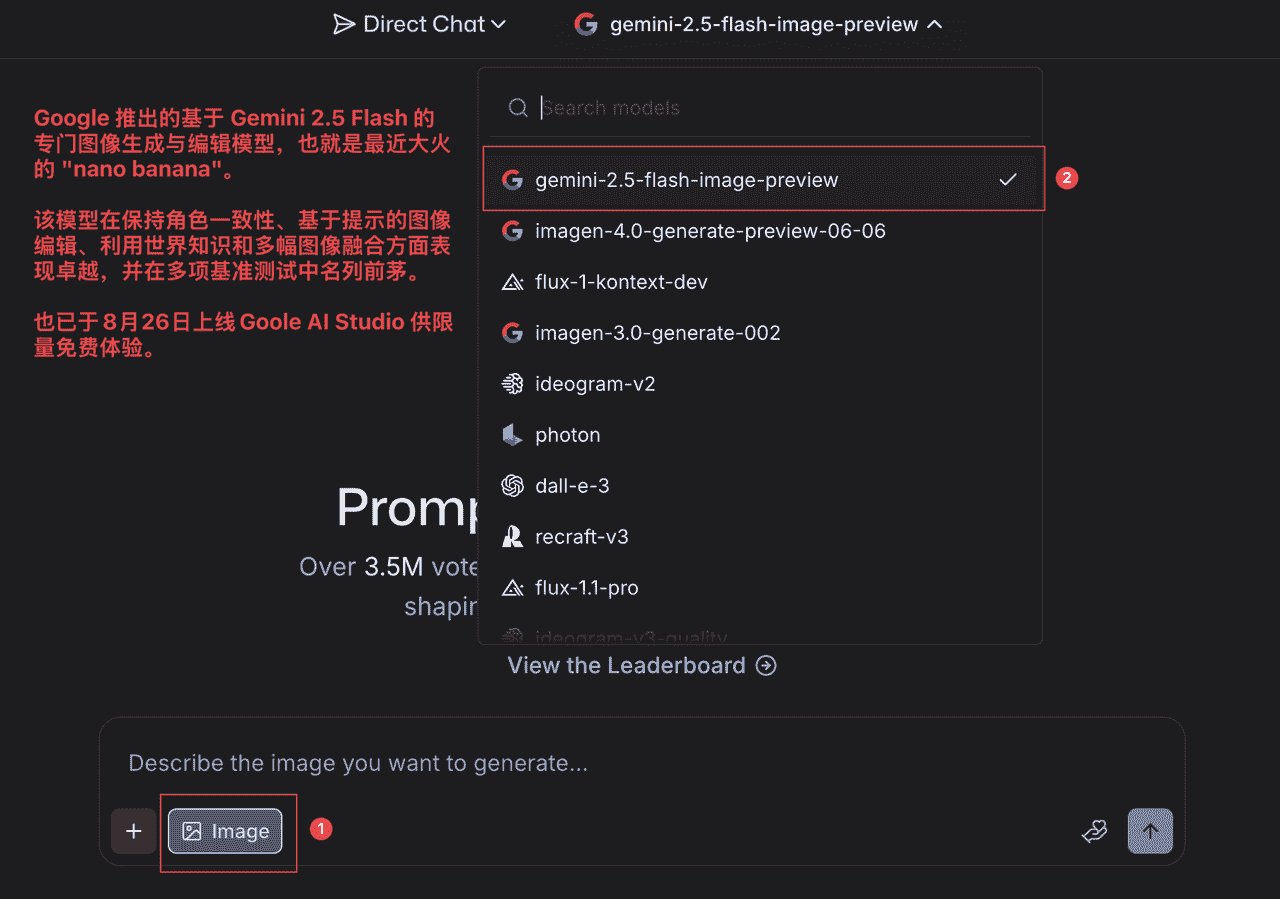 Direct Chat
gemini-2.5-flash-image-preview
Google 推出的基于 Gemini 2.5 Flash 的
专门图像生成与编辑模型，也就是最近大火
的 "nano banana"。
该模型在保持角色一致性、基于提示的图像
编辑、利用世界知识和多幅图像融合方面表
现卓越，并在多项基准测试中名列前茅。
也已于 8月26日上线 Goole AI Studio 供限
量免费体验。
Search models
gemini-2.5-flash-image-preview
2
imagen-4.0-generate-preview-06-06
flux-1-kontext-dev
imagen-3.0-generate-002
ideogram-v2
photon
dall-e-3
recraft-v3
flux-1.1-pro
ideogram-v3-quality
Promp
Over 3.5M vote
shapin
View the Leaderboard
Describe the image you want to generate...
+
Image
1